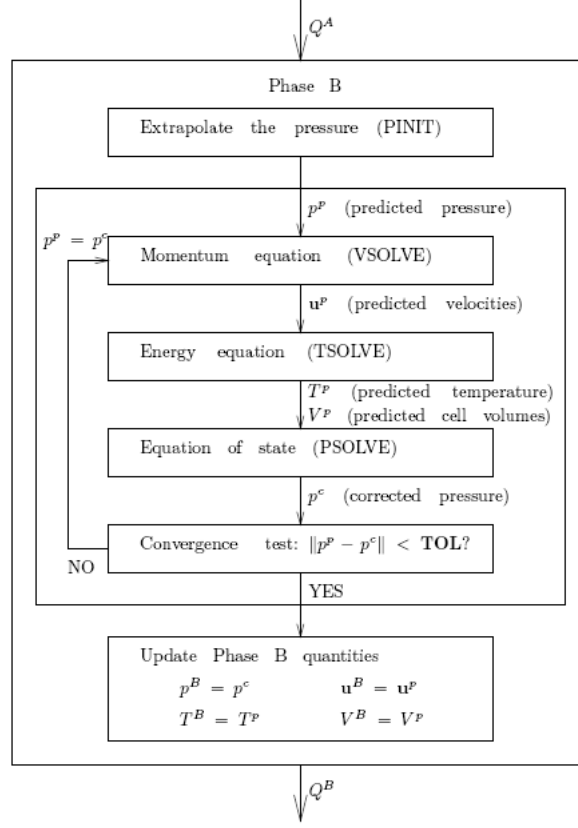 Q^A
Phase B
Extrapolate the pressure (PINIT)
p^p (predicted pressure)
p^p = p^c
Momentum equation (VSOLVE)
u^p (predicted velocities)
Energy equation (TSOLVE)
T^p (predicted temperature)
V^p (predicted cell volumes)
Equation of state (PSOLVE)
p^c (corrected pressure)
Convergence test: ‖p^p − p^c‖ < TOL?
NO
YES
Update Phase B quantities
p^B = p^c u^B = u^p
T^B = T^p V^B = V^p
Q^B